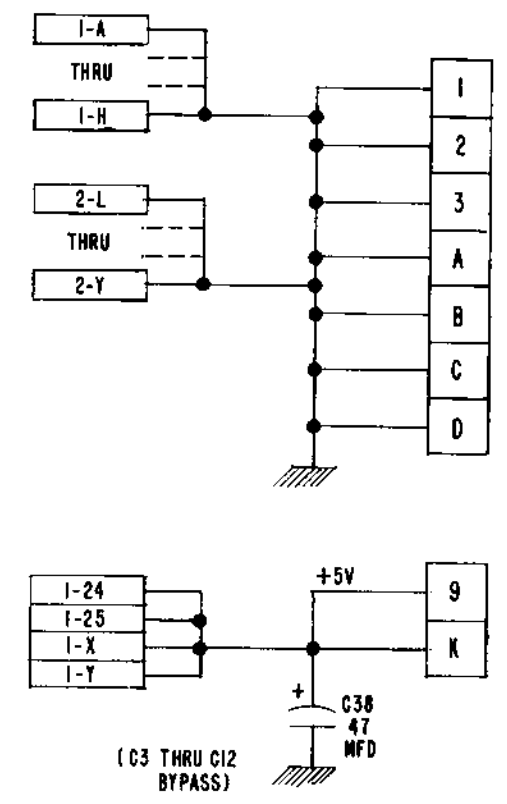 1-A
THRU
1-H
2-L
THRU
2-Y
1
2
3
A
B
C
D
1-24
1-25
1-X
1-Y
+5V
9
K
+
C38
47
MFD
(C3 THRU C12
BYPASS)